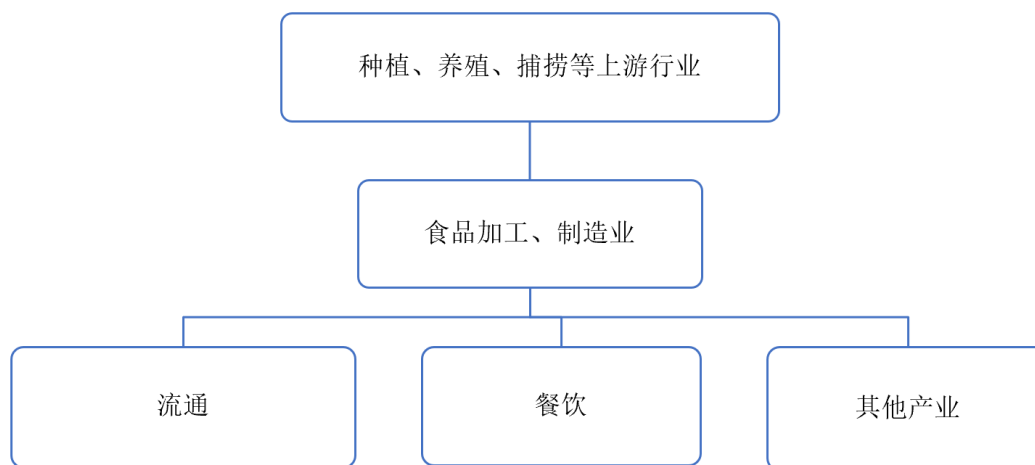 种植、养殖、捕捞等上游行业
食品加工、制造业
流通
餐饮
其他产业